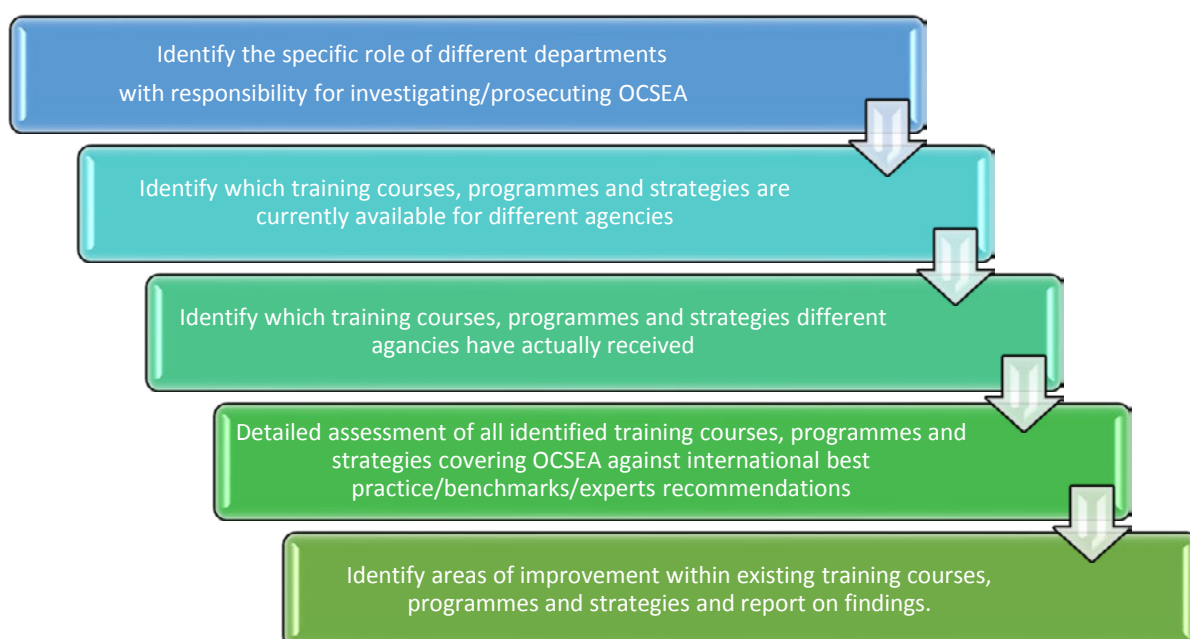 Identify the specific role of different departments
with responsibility for investigating/prosecuting OCSEA
Identify which training courses, programmes and strategies are
currently available for different agencies
Identify which training courses, programmes and strategies different
agancies have actually received
Detailed assessment of all identified training courses, programmes and
strategies covering OCSEA against international best
practice/benchmarks/experts recommendations
Identify areas of improvement within existing training courses,
programmes and strategies and report on findings.